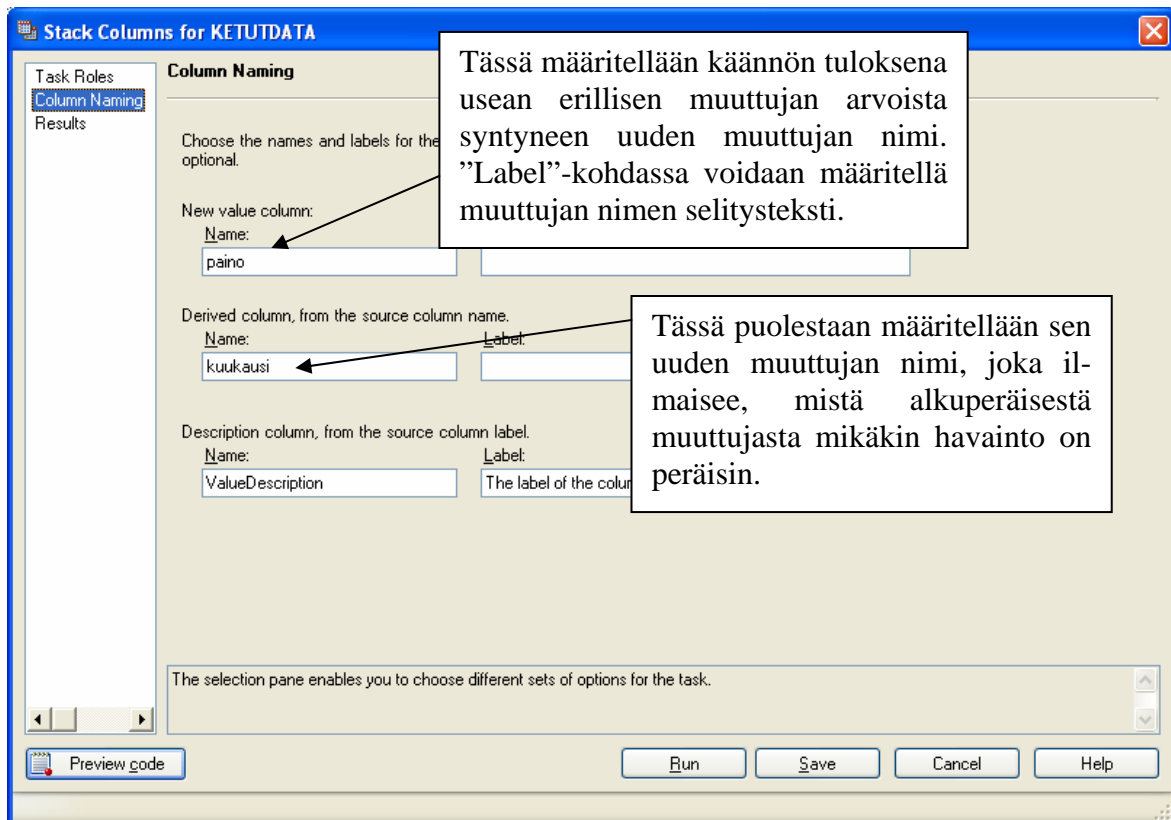 Stack Columns for KETUTDATA
Task Roles
Column Naming
Results
Column Naming
Choose the names and labels for the
optional.
New value column:
Name:
paino
Tässä määritellään käännön tuloksena
usean erillisen muuttujan arvoista
syntyneen uuden muuttujan nimi.
”Label”-kohdassa voidaan määritellä
muuttujan nimen selitysteksti.
Derived column, from the source column name.
Name:
Label:
kuukausi
Tässä puolestaan määritellään sen
uuden muuttujan nimi, joka il-
maisee, mistä alkuperäisestä
muuttujasta mikäkin havainto on
peräisin.
Description column, from the source column label.
Name:
Label:
ValueDescription
The label of the
The selection pane enables you to choose different sets of options for the task.
Preview code
Run
Save
Cancel
Help